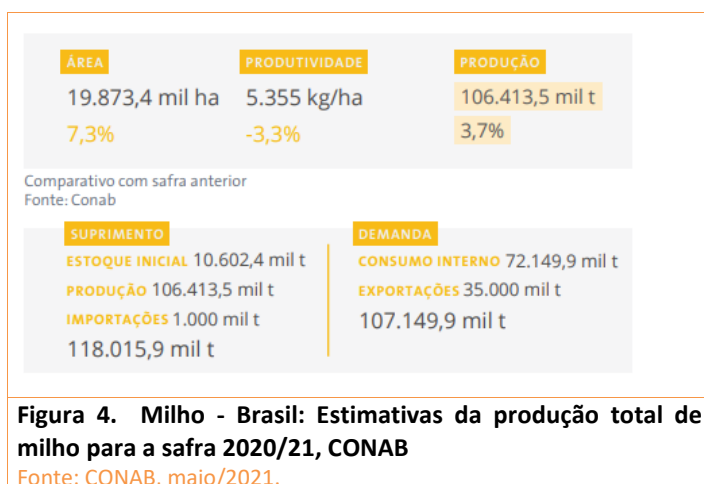 ÁREA PRODUTIVIDADE PRODUÇÃO
19.873,4 mil ha 5.355 kg/ha 106.413,5 mil t
7,3% -3,3% 3,7%
Comparativo com safra anterior
Fonte: Conab
SUPRIMENTO
ESTOQUE INICIAL 10.602,4 mil t
PRODUÇÃO 106.413,5 mil t
IMPORTAÇÕES 1.000 mil t
118.015,9 mil t
DEMANDA
CONSUMO INTERNO 72.149,9 mil t
EXPORTAÇÕES 35.000 mil t
107.149,9 mil t
Figura 4. Milho - Brasil: Estimativas da produção total de
milho para a safra 2020/21, CONAB
Fonte: CONAB, maio/2021.